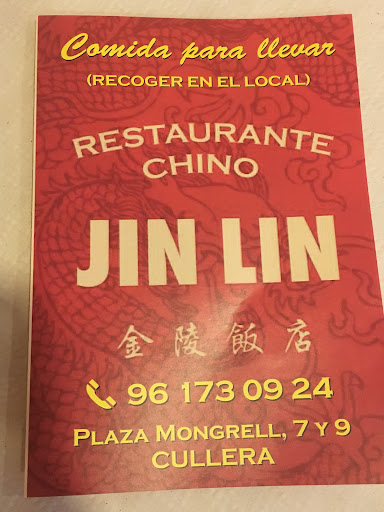 Comida para llevar
(RECOGER EN EL LOCAL)
RESTAURANTE
CHINO
JIN LIN
金陵飯店
96 173 09 24
PLAZA MONGRELL, 7 Y 9
CULLERA